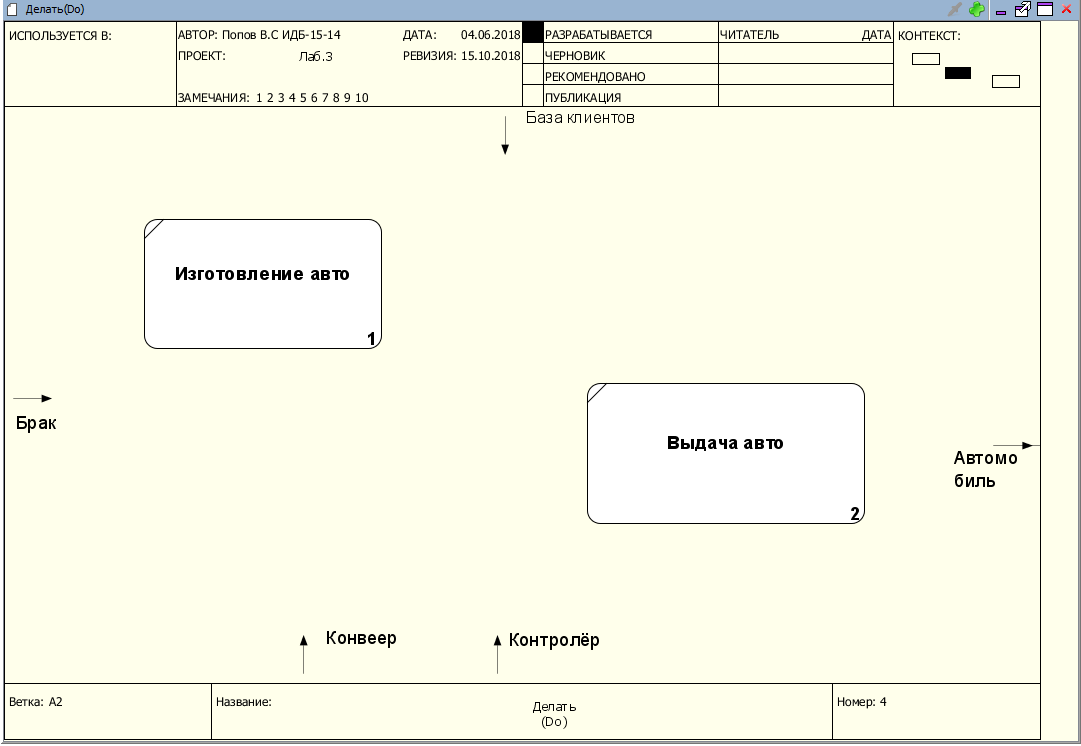 Делать(Do)
ИСПОЛЬЗУЕТСЯ В:
АВТОР: Попов В.С ИДБ-15-14
ДАТА: 04.06.2018
ПРОЕКТ: Лаб.3
РЕВИЗИЯ: 15.10.2018
ЗАМЕЧАНИЯ: 1 2 3 4 5 6 7 8 9 10
РАЗРАБАТЫВАЕТСЯ
ЧЕРНОВИК
РЕКОМЕНДОВАНО
ПУБЛИКАЦИЯ
ЧИТАТЕЛЬ ДАТА
КОНТЕКСТ:
База клиентов
Изготовление авто
1
Брак
Выдача авто
2
Автомо
биль
Конвеер
Контролёр
Ветка: A2
Название:
Делать
(Do)
Номер: 4